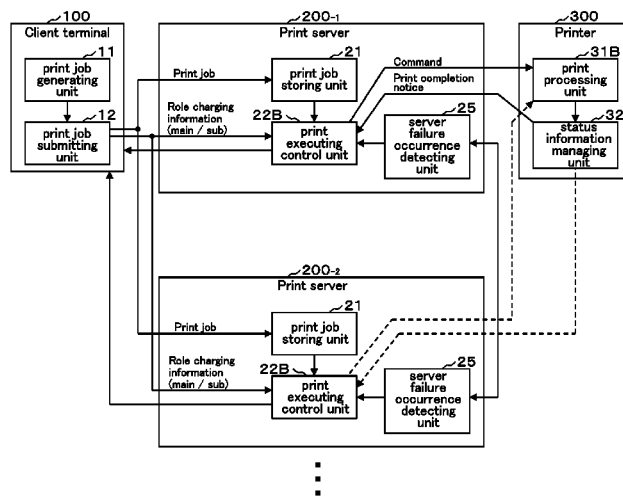 100
Client terminal
11
print job
generating
unit
12
print job
submitting
unit
Print job
Role charging
information
(main / sub)
200-1
Print server
21
print job
storing unit
22B
print
executing
control unit
25
server
failure
occurrence
detecting
unit
Command
Print completion
notice
300
Printer
31B
print
processing
unit
32
status
information
managing
unit
200-2
Print server
Print job
21
print job
storing unit
Role charging
information
(main / sub)
22B
print
executing
control unit
25
server
failure
occurrence
detecting
unit